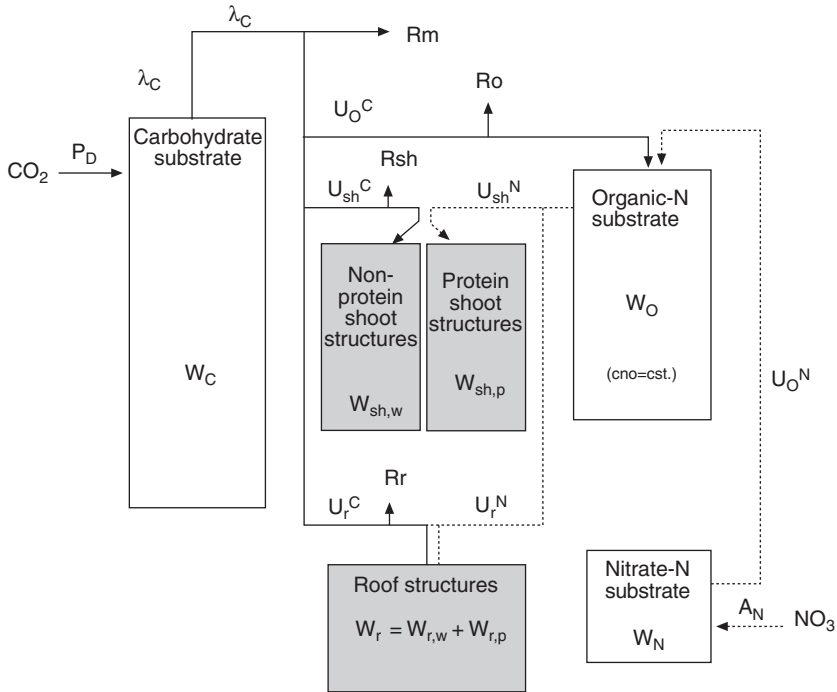 λC
Rm
λC
Ro
UOC
Carbohydrate
substrate
PD
CO2
Rsh
UshC
UshN
Organic-N
substrate
Non-
protein
shoot
structures
Protein
shoot
structures
WO
(cno=cst.)
WC
Wsh,w
Wsh,p
UON
Rr
UrC
UrN
Roof structures
Wr = Wr,w + Wr,p
Nitrate-N
substrate
WN
AN
NO3